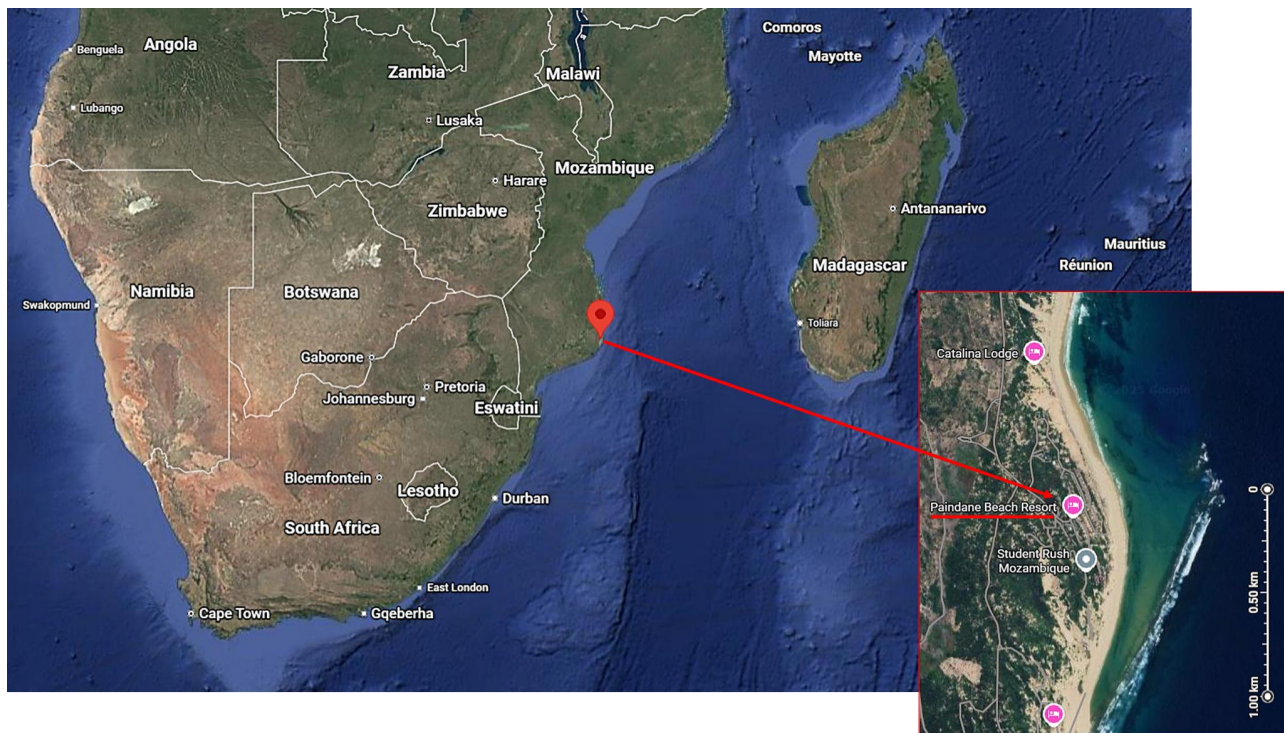 Comoros
Benguela
Angola
Mayotte
Zambia
Malawi
Lubango
Lusaka
Mozambique
Harare
Zimbabwe
Antananarivo
Mauritius
Madagascar
Réunion
Namibia
Botswana
Swakopmund
Toliara
Gaborone
Pretoria
Johannesburg
Eswatini
Bloemfontein
Lesotho
Durban
South Africa
East London
Cape Town
Gqeberha
Catalina Lodge
Paindane Beach Resort
Student Rush
Mozambique
0
0.50 km
1.00 km